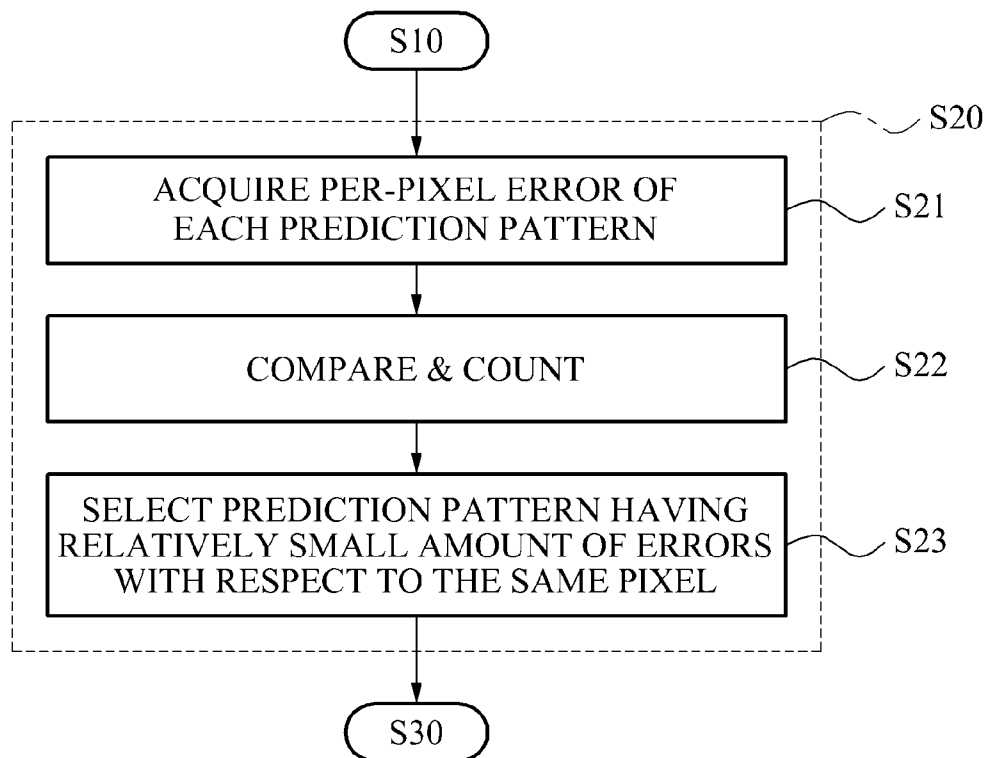 S10
S20
ACQUIRE PER-PIXEL ERROR OF
EACH PREDICTION PATTERN
S21
COMPARE & COUNT
S22
SELECT PREDICTION PATTERN HAVING
RELATIVELY SMALL AMOUNT OF ERRORS
WITH RESPECT TO THE SAME PIXEL
S23
S30